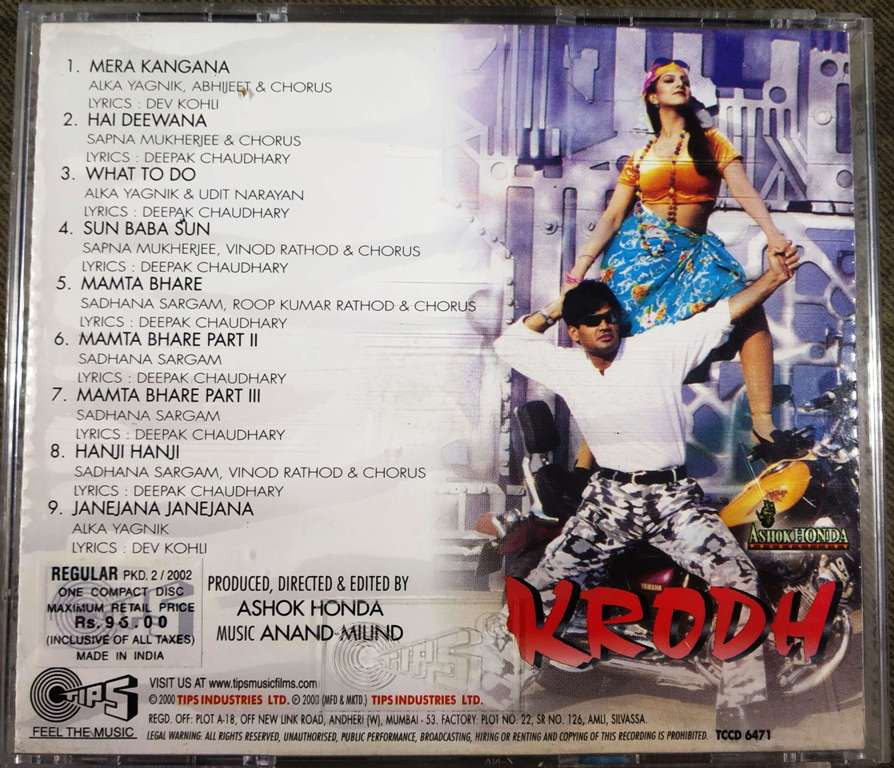 1. MERA KANGANA
ALKA YAGNIK, ABHIJEET & CHORUS
LYRICS : DEV KOHLI
2. HAI DEEWANA
SAPNA MUKHERJEE & CHORUS
LYRICS : DEEPAK CHAUDHARY
3. WHAT TO DO
ALKA YAGNIK & UDIT NARAYAN
LYRICS : DEEPAK CHAUDHARY
4. SUN BABA SUN
SAPNA MUKHERJEE, VINOD RATHOD & CHORUS
LYRICS : DEEPAK CHAUDHARY
5. MAMTA BHARE
SADHANA SARGAM, ROOP KUMAR RATHOD & CHORUS
LYRICS : DEEPAK CHAUDHARY
6. MAMTA BHARE PART II
SADHANA SARGAM
LYRICS : DEEPAK CHAUDHARY
7. MAMTA BHARE PART III
SADHANA SARGAM
LYRICS : DEEPAK CHAUDHARY
8. HANJI HANJI
SADHANA SARGAM, VINOD RATHOD & CHORUS
LYRICS : DEEPAK CHAUDHARY
9. JANEJANA JANEJANA
ALKA YAGNIK
LYRICS : DEV KOHLI
REGULAR PKD. 2 / 2002
ONE COMPACT DISC
MAXIMUM RETAIL PRICE
(INCLUSIVE OF ALL TAXES)
MADE IN INDIA
PRODUCED, DIRECTED & EDITED BY
ASHOK HONDA
MUSIC ANAND-MILIND
ASHOK HONDA
PRODUCTIONS
YAMAHA
KRODH
TIPS
TIPS
FEEL THE MUSIC
VISIT US AT www.tipsmusicfilms.com
℗ 2000 TIPS INDUSTRIES LTD. © 2000 (MFD & MKTD.) TIPS INDUSTRIES LTD.
REGD. OFF: PLOT A-18, OFF NEW LINK ROAD, ANDHERI (W), MUMBAI - 53. FACTORY: PLOT NO. 22, SR NO. 126, AMLI, SILVASSA.
LEGAL WARNING: ALL RIGHTS RESERVED, UNAUTHORISED, PUBLIC PERFORMANCE, BROADCASTING, HIRING OR RENTING AND COPYING OF THIS RECORDING IS PROHIBITED. TCCD 6471